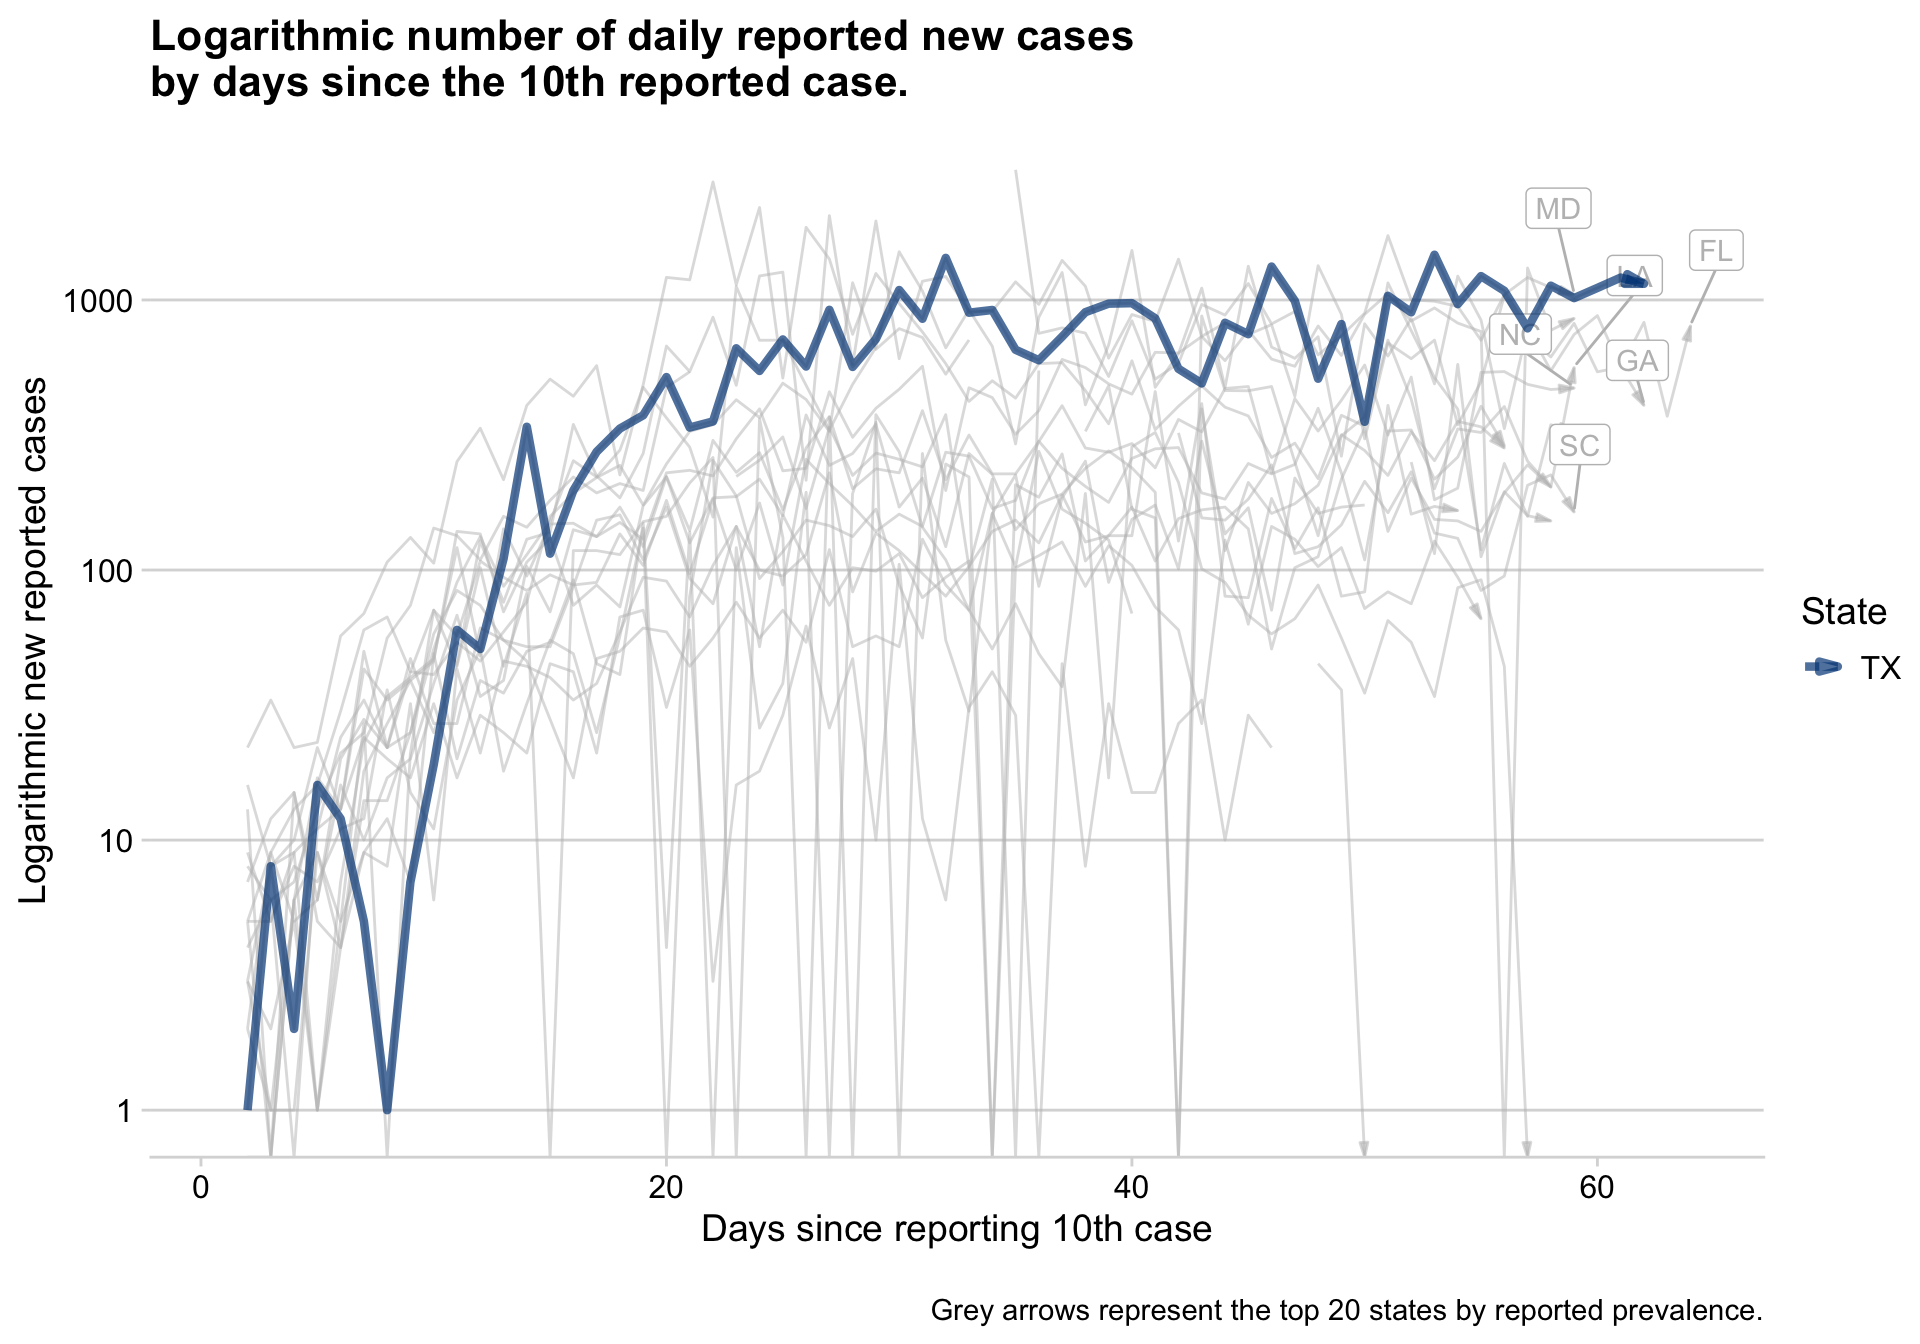 Logarithmic number of daily reported new cases
by days since the 10th reported case.
Logarithmic new reported cases
1000
100
10
1
MD
FL
LA
NC
GA
SC
State
TX
0
20
40
60
Days since reporting 10th case
Grey arrows represent the top 20 states by reported prevalence.